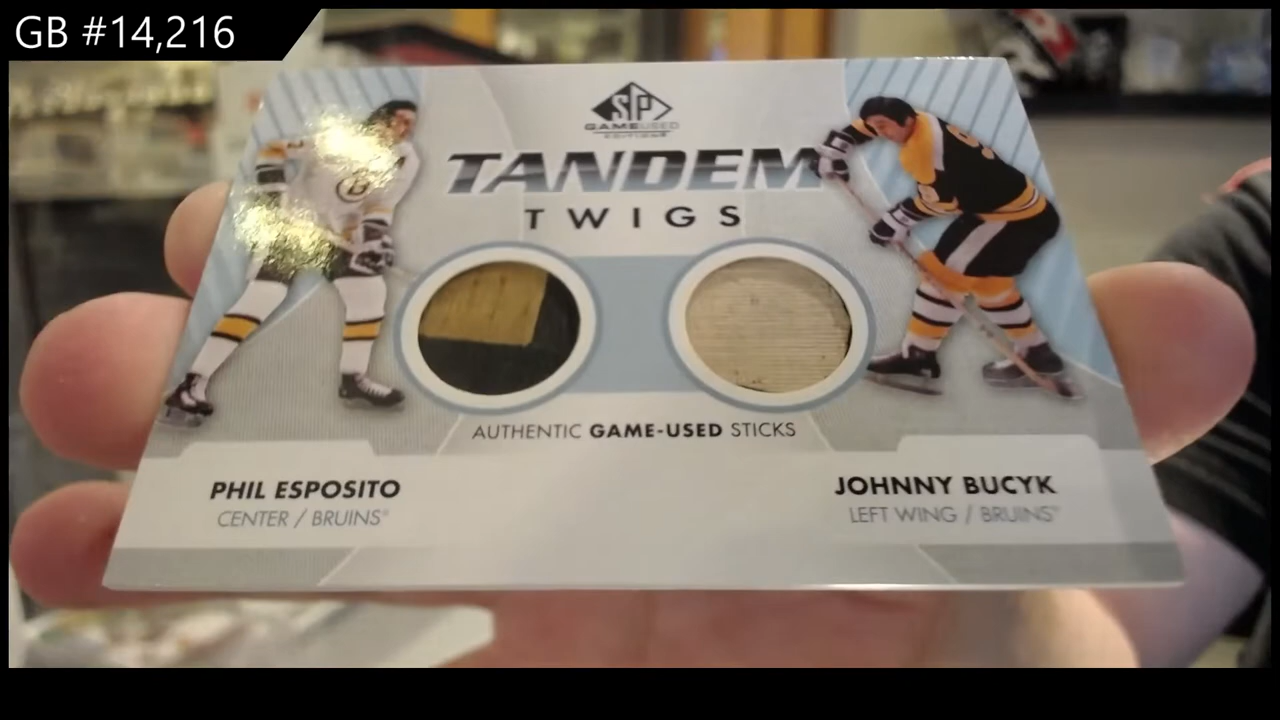 GB #14,216
SP
GAME USED
EDITION
TANDEM
TWIGS
AUTHENTIC GAME-USED STICKS
PHIL ESPOSITO
CENTER / BRUINS®
JOHNNY BUCYK
LEFT WING / BRUINS®